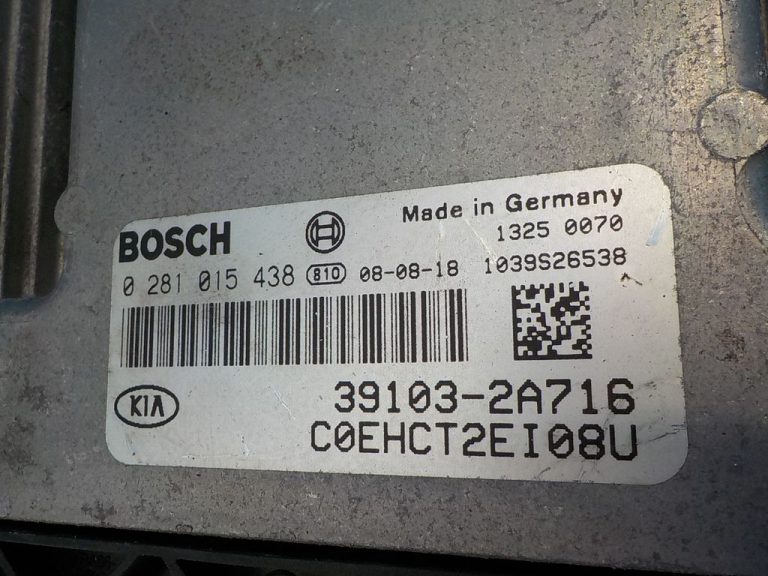 BOSCH
Made in Germany
1325 0070
0 281 015 438 810 08-08-18 1039S26538
KIA
39103-2A716
C0EHCT2EI08U